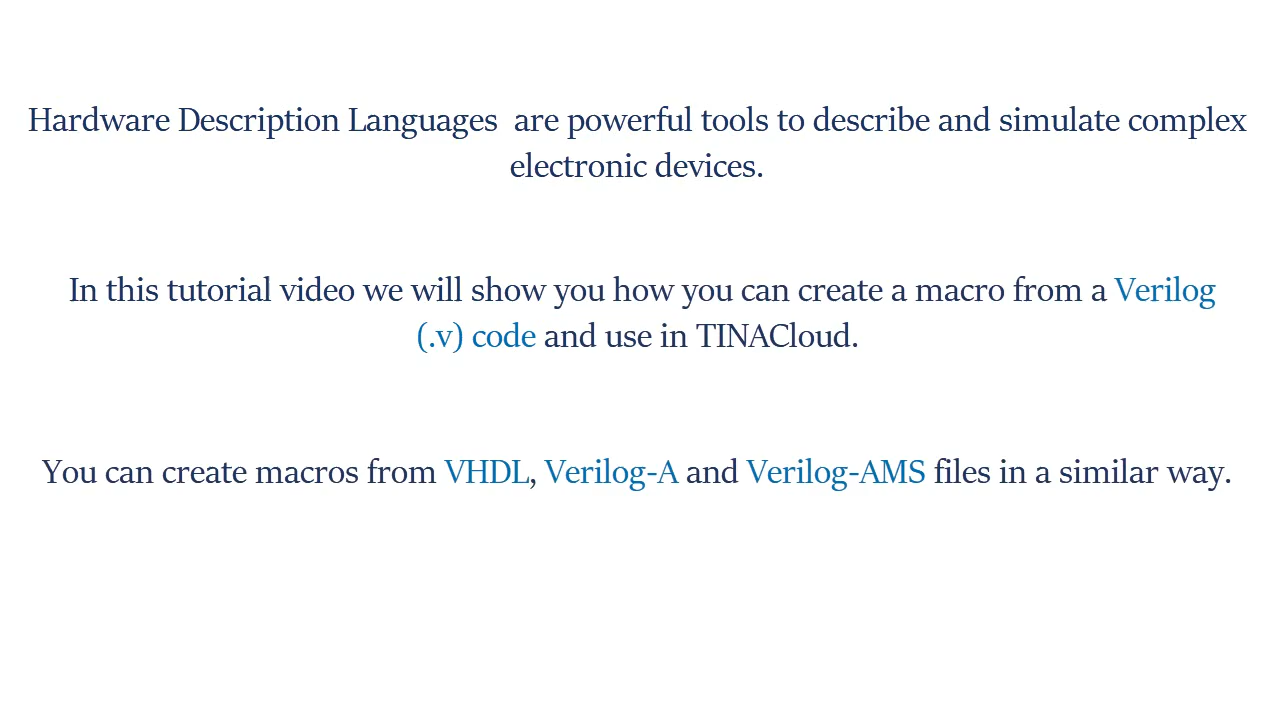 Hardware Description Languages  are powerful tools to describe and simulate complex
electronic devices.
In this tutorial video we will show you how you can create a macro from a Verilog
(.v) code and use in TINACloud.
You can create macros from VHDL, Verilog-A and Verilog-AMS files in a similar way.